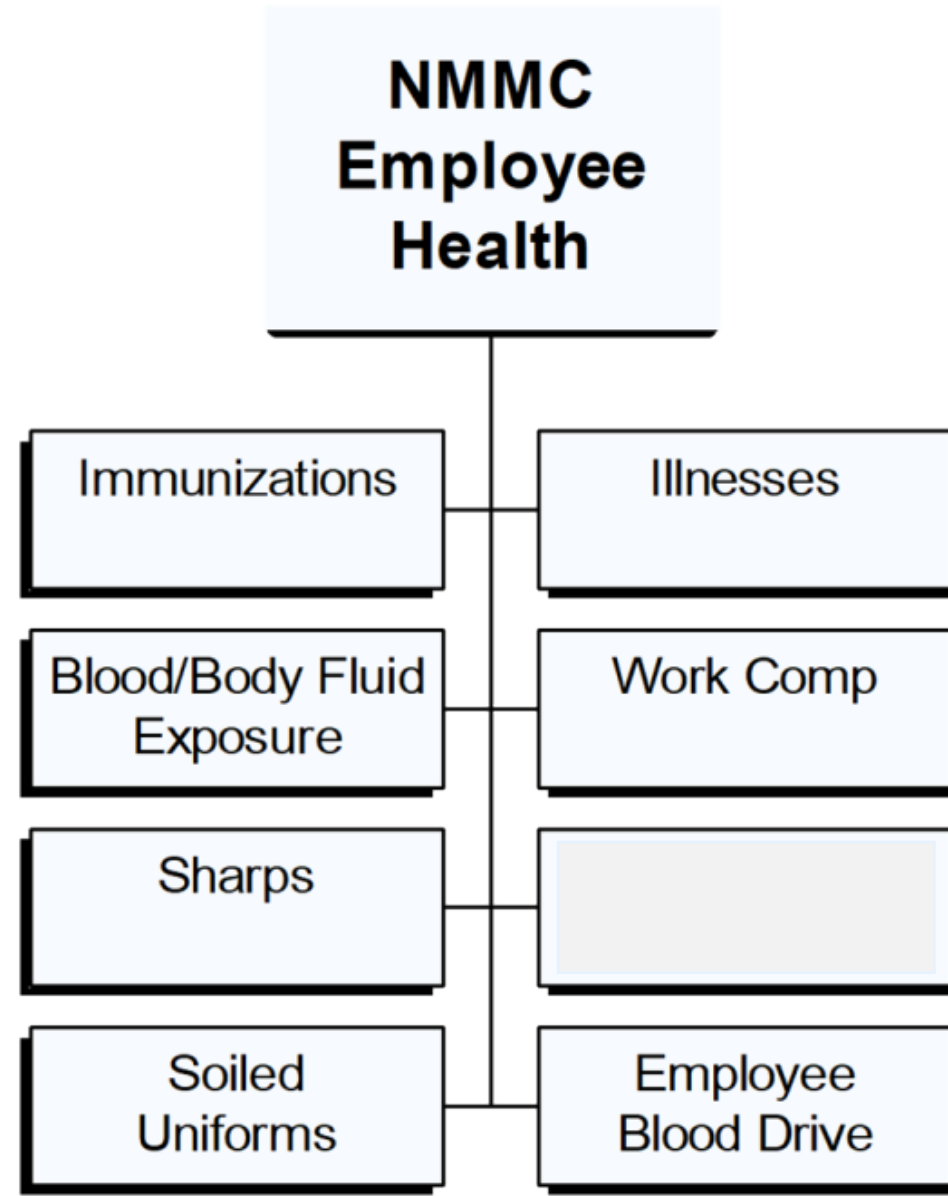 NMMC
Employee
Health
Immunizations
Illnesses
Blood/Body Fluid
Exposure
Work Comp
Sharps
Soiled
Uniforms
Employee
Blood Drive